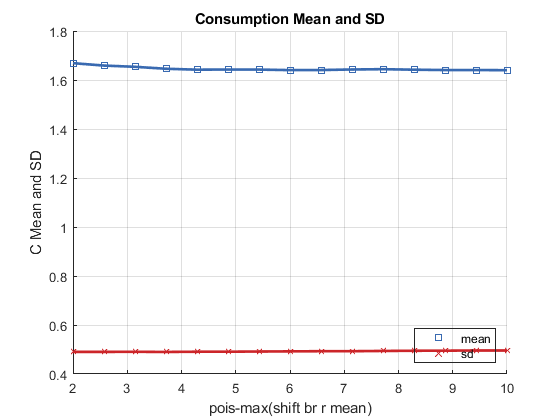 Consumption Mean and SD
1.8
1.6
1.4
1.2
1
0.8
0.6
0.4
C Mean and SD
mean
sd
2 3 4 5 6 7 8 9 10
pois-max(shift br r mean)